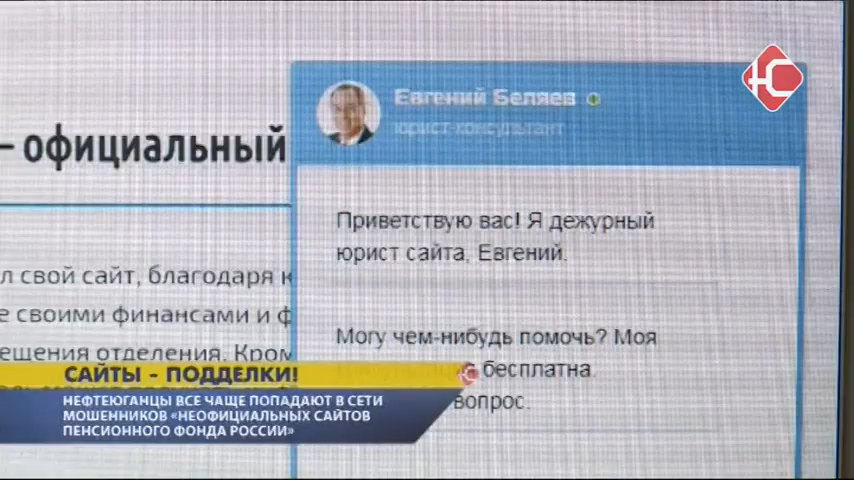 Евгений Беляев
юрист-консультант
– официальный
Приветствую вас! Я дежурный
юрист сайта, Евгений.
л свой сайт, благодаря к
е своими финансами и ф
ещения отделения. Кром
Могу чем-нибудь помочь? Моя
бесплатна.
вопрос.
САЙТЫ - ПОДДЕЛКИ!
НЕФТЕЮГАНЦЫ ВСЕ ЧАЩЕ ПОПАДАЮТ В СЕТИ
МОШЕННИКОВ «НЕОФИЦИАЛЬНЫХ САЙТОВ
ПЕНСИОННОГО ФОНДА РОССИИ»